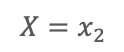 X = x₂